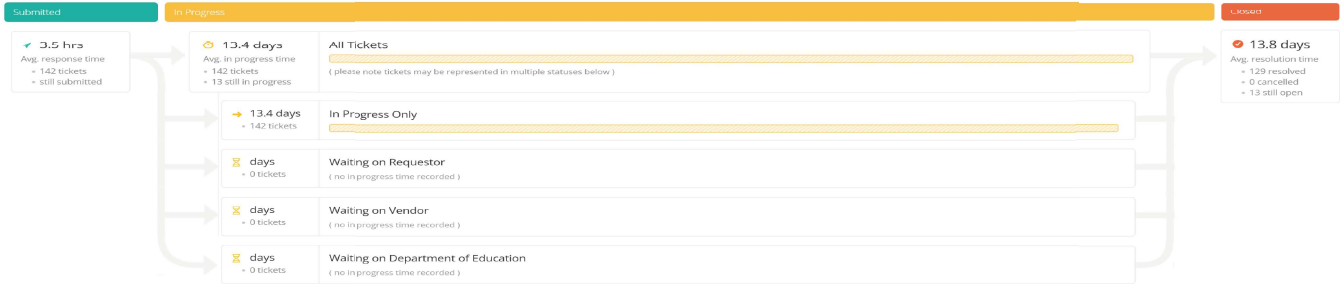 Submitted
In Progress
Closed
3.5 hrs
Avg. response time
142 tickets
still submitted
13.4 days
Avg. in progress time
142 tickets
13 still in progress
All Tickets
( please note tickets may be represented in multiple statuses below )
13.8 days
Avg. resolution time
129 resolved
0 cancelled
13 still open
13.4 days
142 tickets
In Progress Only
days
0 tickets
Waiting on Requestor
( no in progress time recorded )
days
0 tickets
Waiting on Vendor
( no in progress time recorded )
days
0 tickets
Waiting on Department of Education
( no in progress time recorded )